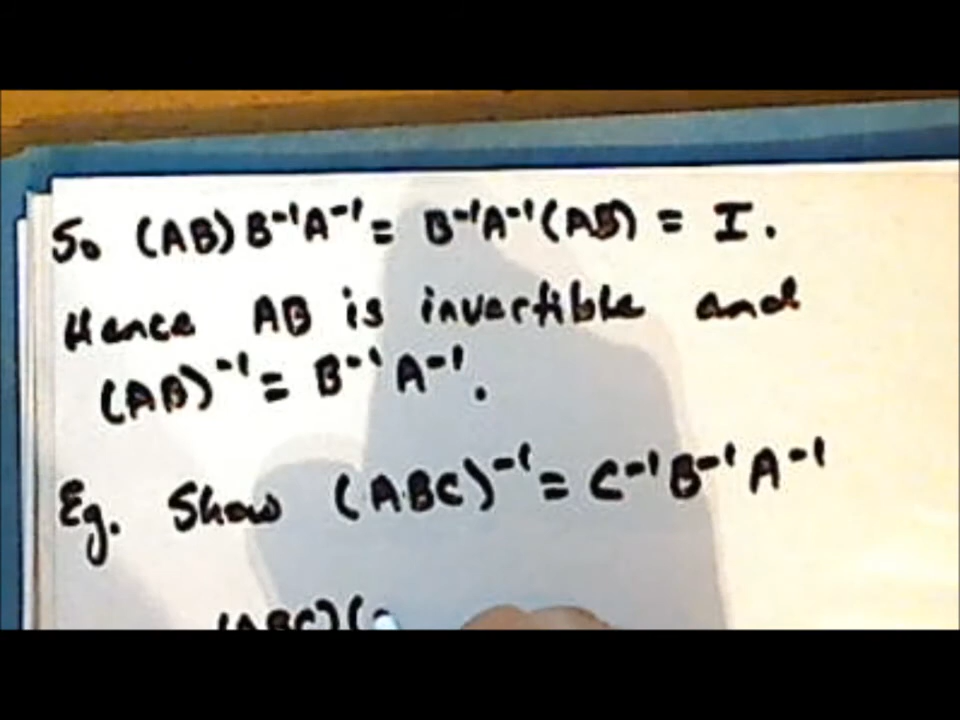 So (AB)B⁻¹A⁻¹ = B⁻¹A⁻¹(AB) = I.
Hence AB is invertible and
(AB)⁻¹ = B⁻¹A⁻¹.
Eg. Show (ABC)⁻¹ = C⁻¹B⁻¹A⁻¹
(ABC)(